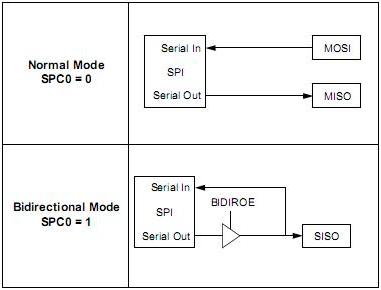 Normal Mode
SPC0 = 0
Serial In
SPI
Serial Out
MOSI
MISO
Bidirectional Mode
SPC0 = 1
Serial In
SPI
Serial Out
BIDIROE
SISO